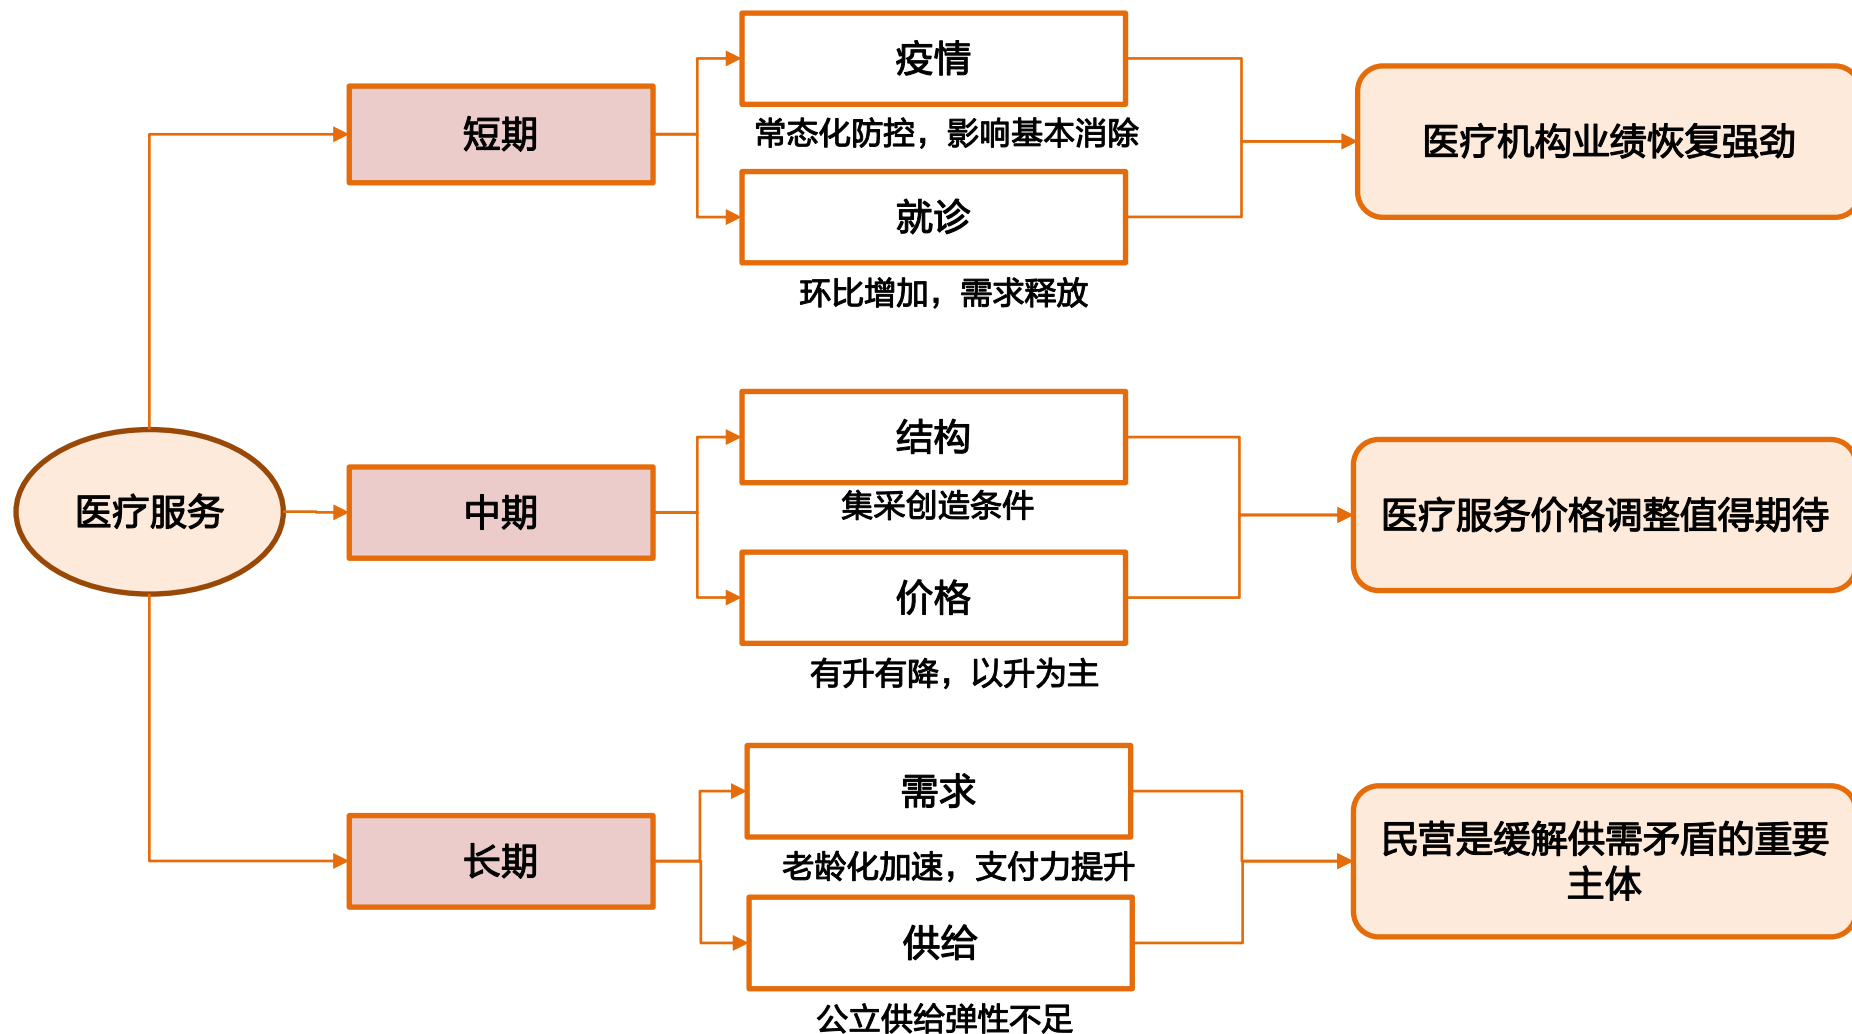 医疗服务
短期
疫情
常态化防控，影响基本消除
就诊
环比增加，需求释放
医疗机构业绩恢复强劲
中期
结构
集采创造条件
价格
有升有降，以升为主
医疗服务价格调整值得期待
长期
需求
老龄化加速，支付力提升
供给
公立供给弹性不足
民营是缓解供需矛盾的重要
主体